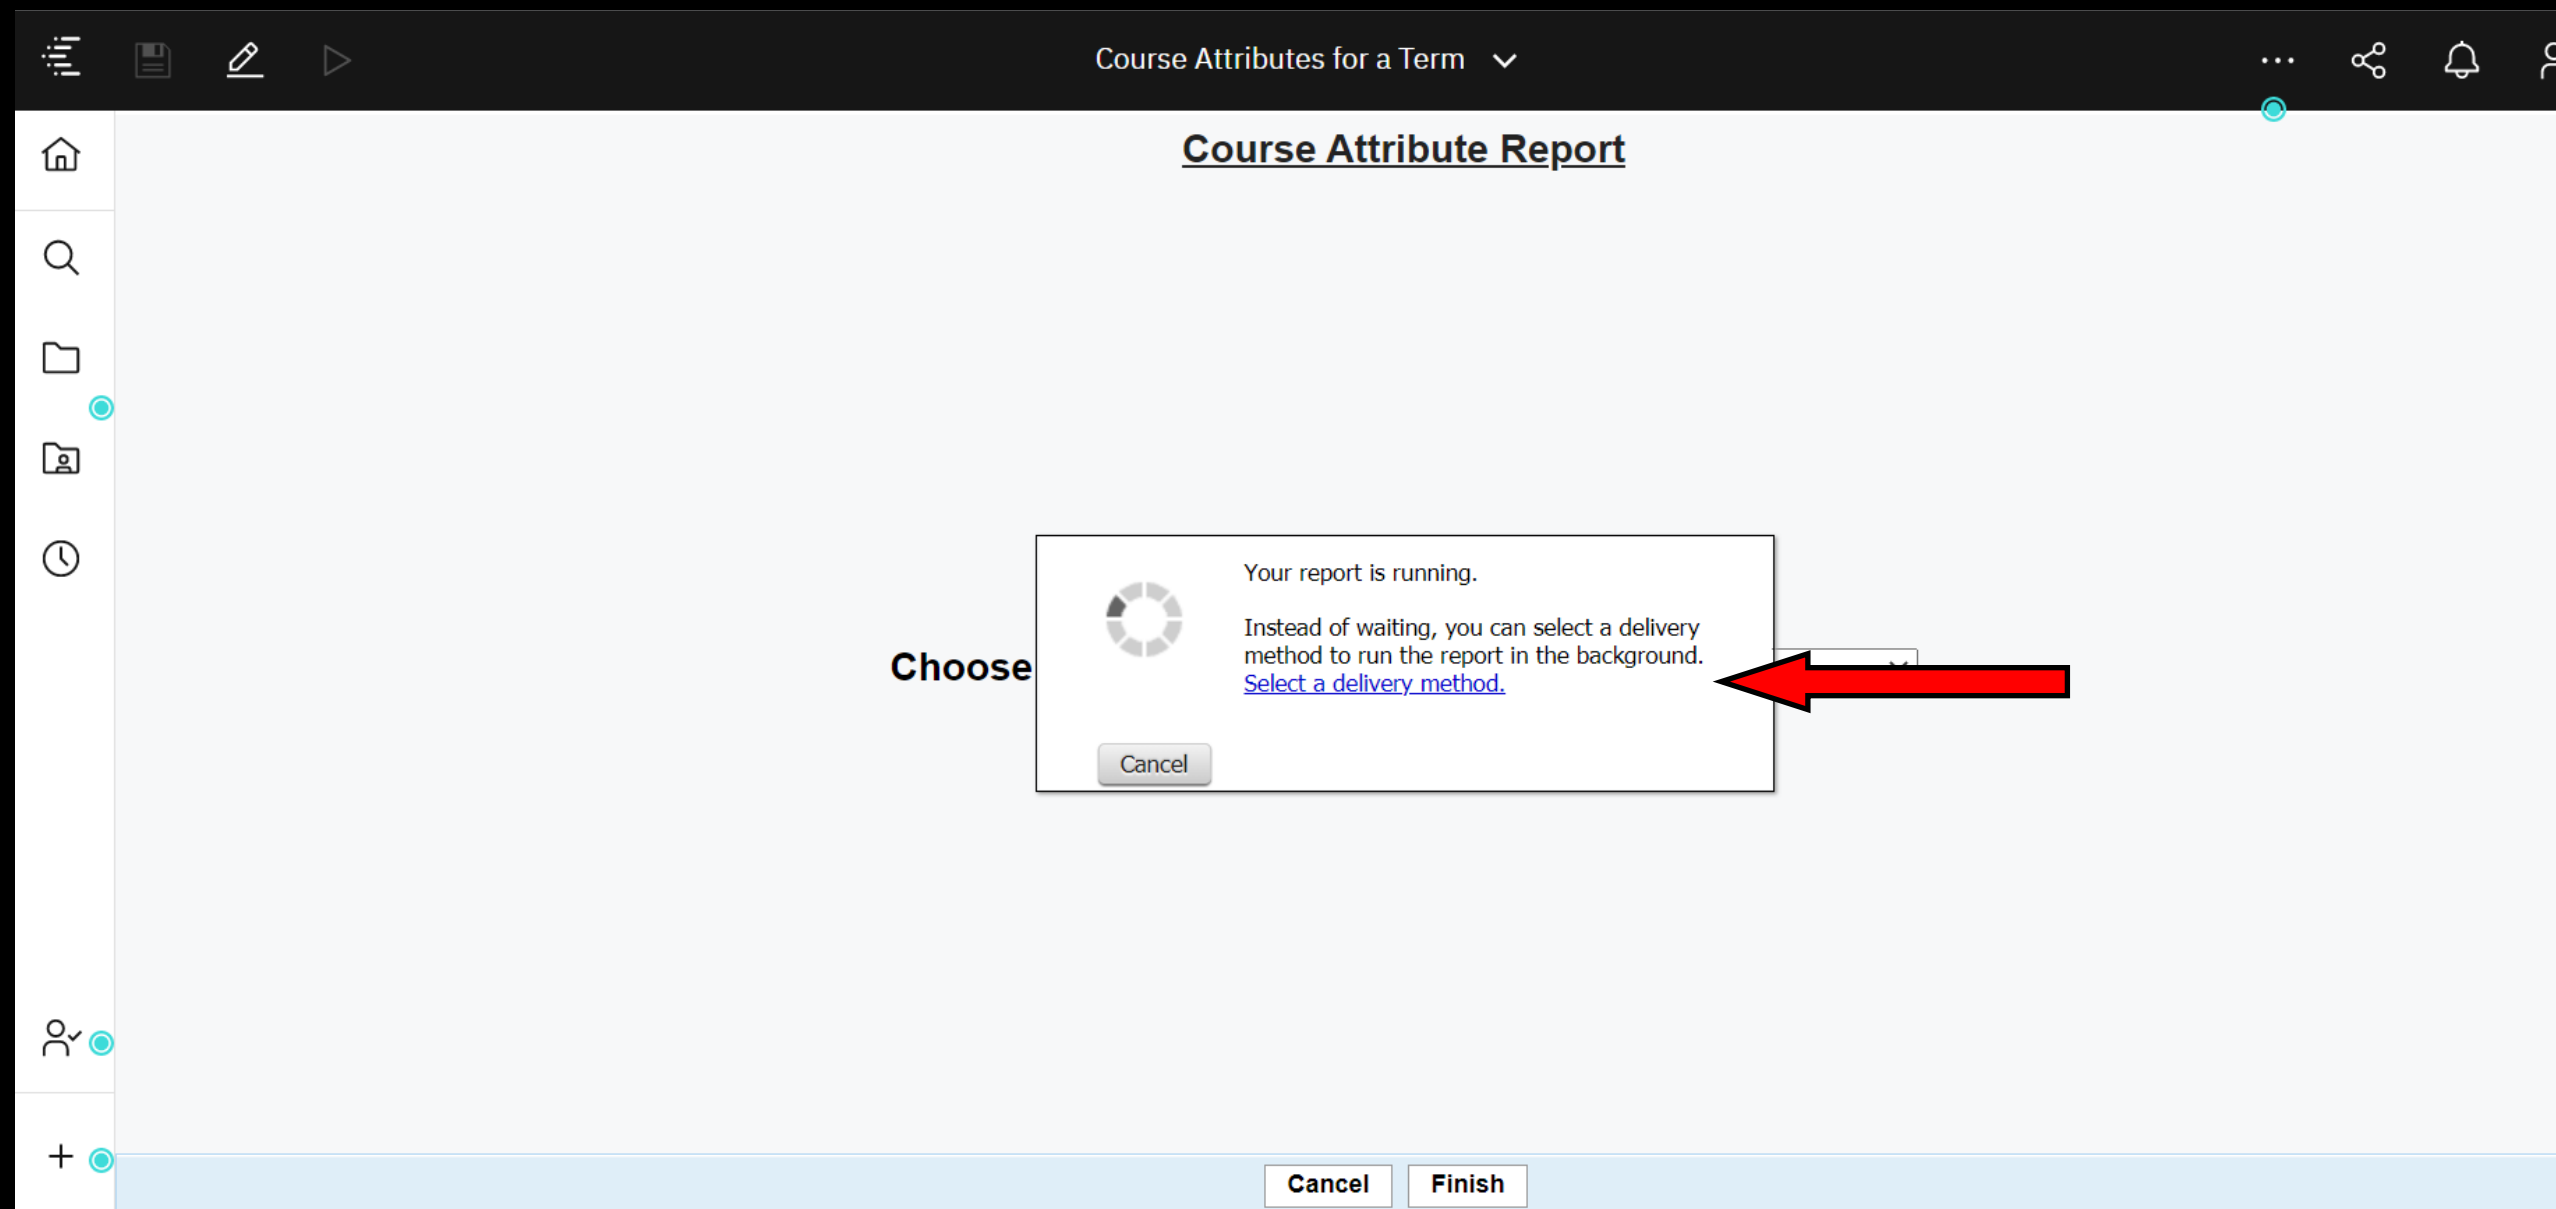 Course Attributes for a Term
Course Attribute Report
Your report is running.
Instead of waiting, you can select a delivery
method to run the report in the background.
Select a delivery method.
Choose
Cancel
Cancel
Finish